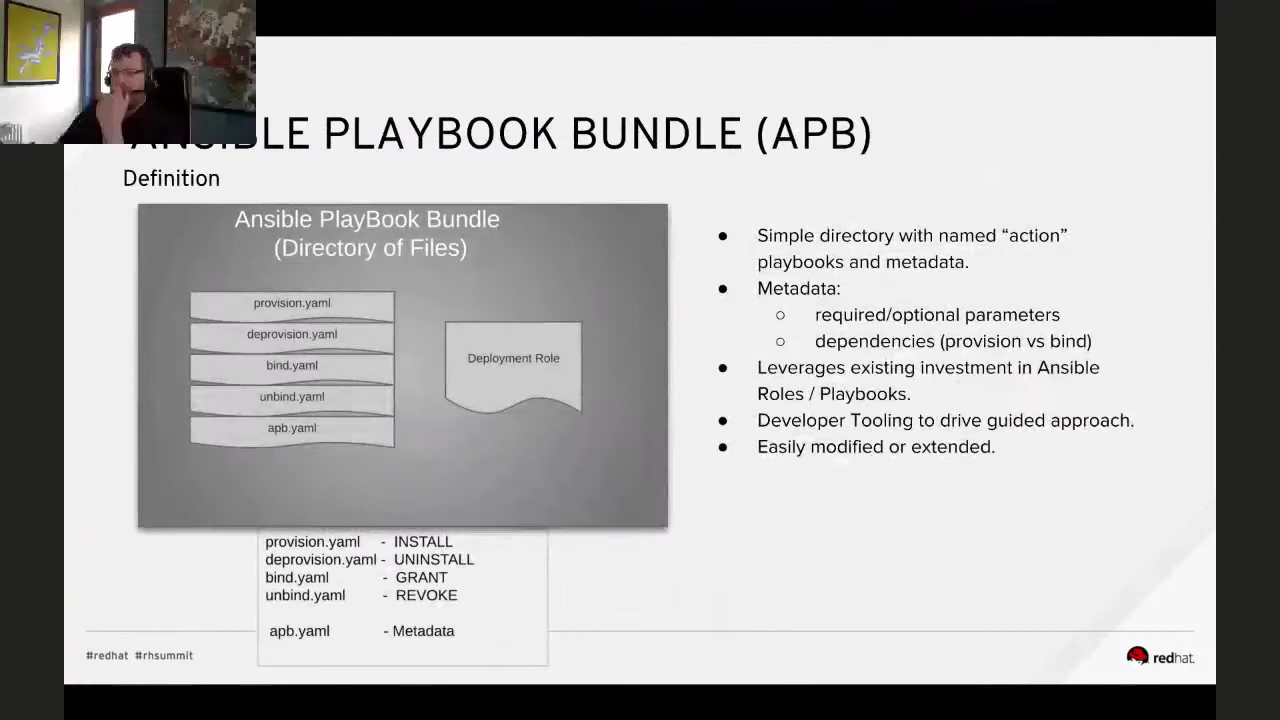 ANSIBLE PLAYBOOK BUNDLE (APB)
Definition
Ansible PlayBook Bundle
(Directory of Files)
provision.yaml
deprovision.yaml
bind.yaml
unbind.yaml
apb.yaml
Deployment Role
● Simple directory with named “action”
playbooks and metadata.
● Metadata:
○ required/optional parameters
○ dependencies (provision vs bind)
● Leverages existing investment in Ansible
Roles / Playbooks.
● Developer Tooling to drive guided approach.
● Easily modified or extended.
provision.yaml - INSTALL
deprovision.yaml - UNINSTALL
bind.yaml - GRANT
unbind.yaml - REVOKE
apb.yaml - Metadata
#redhat #rhsummit
redhat.